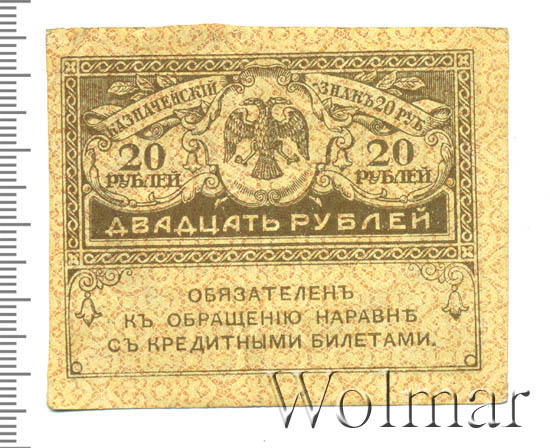 КАЗНАЧЕЙСКІЙ ЗНАКЪ 20 РУБ.
20 РУБЛЕЙ
20 РУБЛЕЙ
ДВАДЦАТЬ РУБЛЕЙ
ОБЯЗАТЕЛЕНЪ
КЪ ОБРАЩЕНІЮ НАРАВНѢ
СЪ КРЕДИТНЫМИ БИЛЕТАМИ.
Wolmar